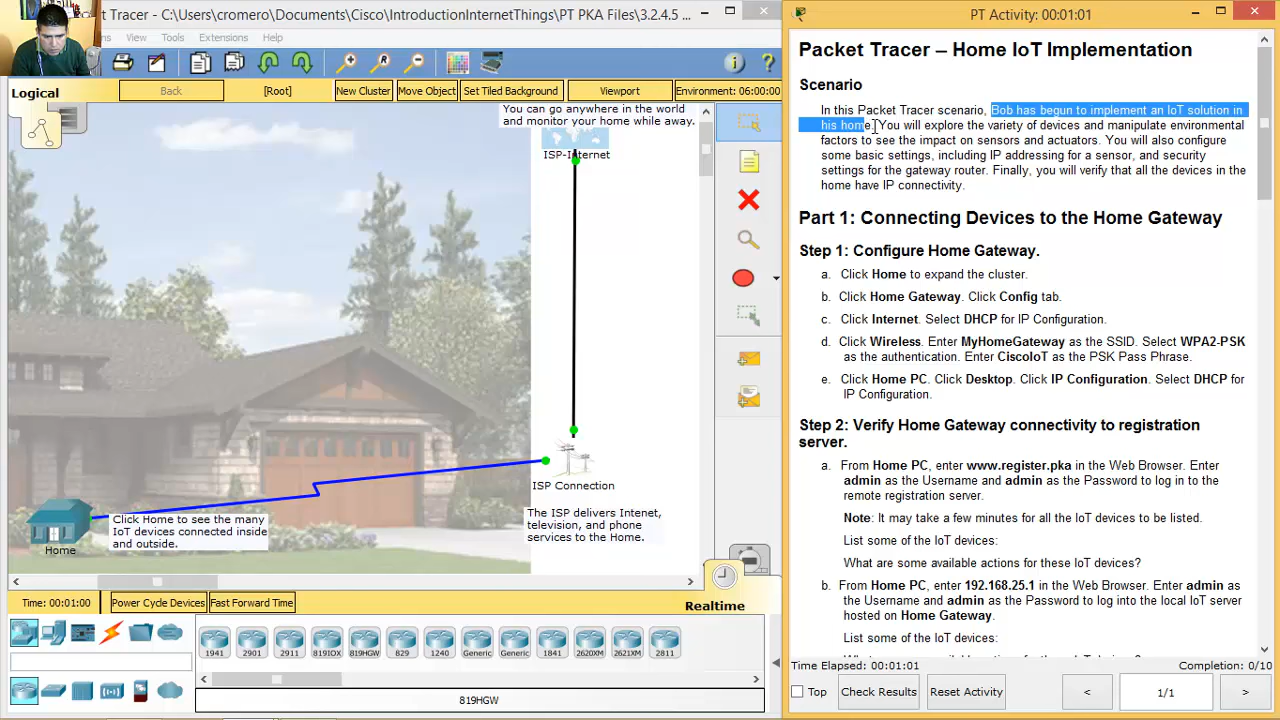 Tracer - C:\Users\cromero\Documents\Cicio\IntroductionInternetThings\PT PKA Files\3.2.4.5 ...
View
Tools
Extensions
Help
Logical
Back
[Root]
New Cluster
Move Object
Set Tiled Background
Viewport
Environment: 06:00:00
You can go anywhere in the world
and monitor your home while away.
ISP-Internet
ISP Connection
The ISP delivers Intenet,
television, and phone
services to the Home.
Click Home to see the many
IoT devices connected inside
and outside.
Home
Time: 00:01:00
Power Cycle Devices
Fast Forward Time
Realtime
1941
2901
2911
819IOX
819HGW
829
1240
Generic
Generic
1841
2620XM
2621XM
2811
819HGW
PT Activity: 00:01:01
Packet Tracer – Home IoT Implementation
Scenario
In this Packet Tracer scenario, Bob has begun to implement an IoT solution in
his home. You will explore the variety of devices and manipulate environmental
factors to see the impact on sensors and actuators. You will also configure
some basic settings, including IP addressing for a sensor, and security
settings for the gateway router. Finally, you will verify that all the devices in the
home have IP connectivity.
Part 1: Connecting Devices to the Home Gateway
Step 1: Configure Home Gateway.
a. Click Home to expand the cluster.
b. Click Home Gateway. Click Config tab.
c. Click Internet. Select DHCP for IP Configuration.
d. Click Wireless. Enter MyHomeGateway as the SSID. Select WPA2-PSK
as the authentication. Enter CiscoIoT as the PSK Pass Phrase.
e. Click Home PC. Click Desktop. Click IP Configuration. Select DHCP for
IP Configuration.
Step 2: Verify Home Gateway connectivity to registration
server.
a. From Home PC, enter www.register.pka in the Web Browser. Enter
admin as the Username and admin as the Password to log in to the
remote registration server.
Note: It may take a few minutes for all the IoT devices to be listed.
List some of the IoT devices:
What are some available actions for these IoT devices?
b. From Home PC, enter 192.168.25.1 in the Web Browser. Enter admin as
the Username and admin as the Password to log into the local IoT server
hosted on Home Gateway.
List some of the IoT devices:
Time Elapsed: 00:01:01
Completion: 0/10
Top
Check Results
Reset Activity
<
1/1
>